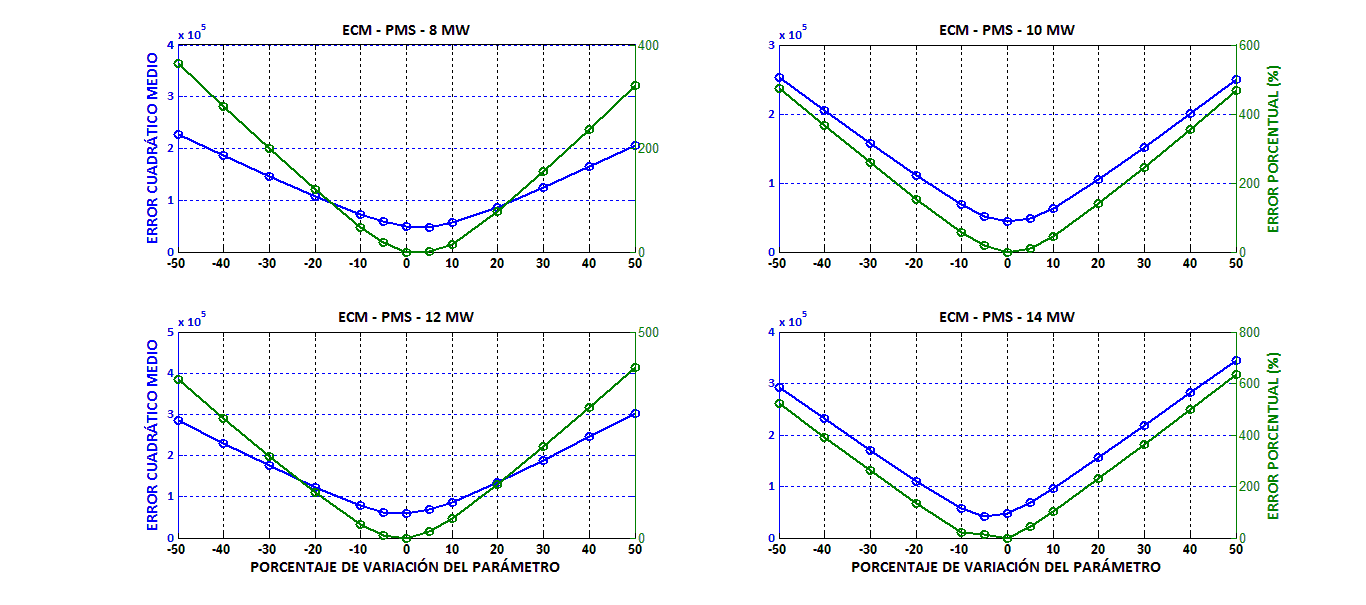 ECM - PMS - 8 MW
x 10^5
ERROR CUADRÁTICO MEDIO
4
3
2
1
0
400
200
0
-50 -40 -30 -20 -10 0 10 20 30 40 50
ECM - PMS - 10 MW
x 10^5
3
2
1
0
600
400
200
0
ERROR PORCENTUAL (%)
-50 -40 -30 -20 -10 0 10 20 30 40 50
ECM - PMS - 12 MW
x 10^5
ERROR CUADRÁTICO MEDIO
5
4
3
2
1
0
500
0
-50 -40 -30 -20 -10 0 10 20 30 40 50
PORCENTAJE DE VARIACIÓN DEL PARÁMETRO
ECM - PMS - 14 MW
x 10^5
4
3
2
1
0
800
600
400
200
0
ERROR PORCENTUAL (%)
-50 -40 -30 -20 -10 0 10 20 30 40 50
PORCENTAJE DE VARIACIÓN DEL PARÁMETRO